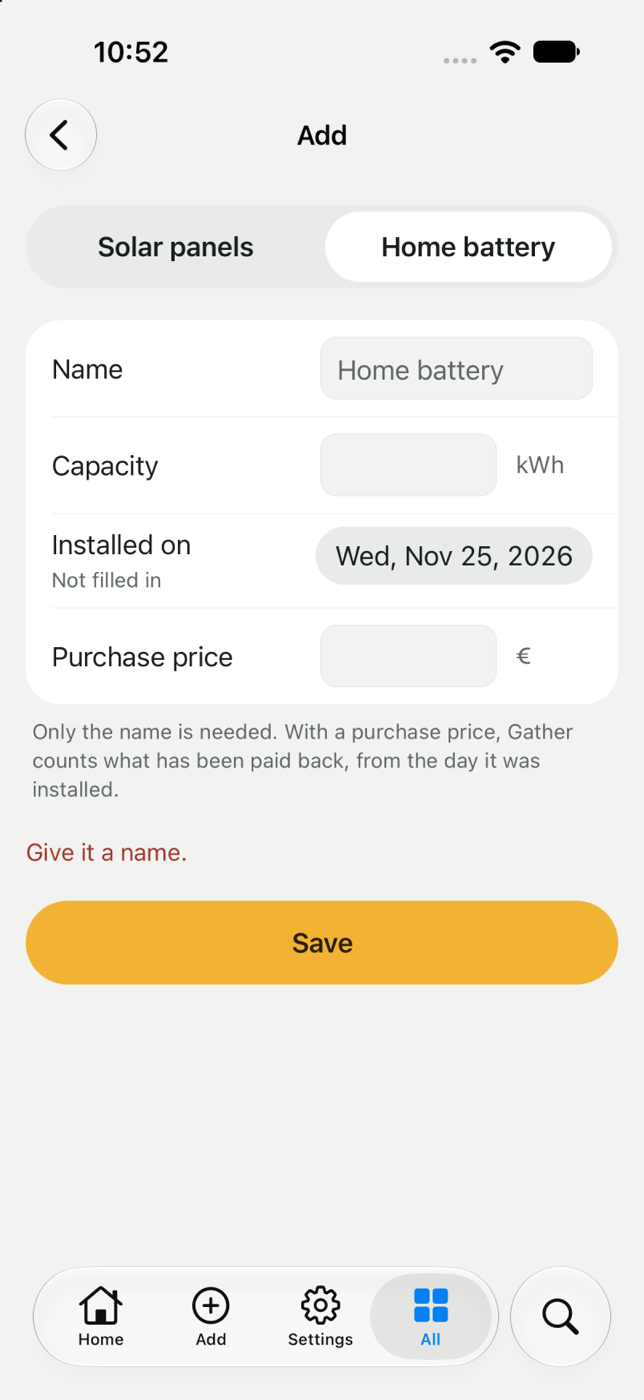 10:52
Add
Solar panels
Home battery
Name
Home battery
Capacity
kWh
Installed on
Not filled in
Wed, Nov 25, 2026
Purchase price
€
Only the name is needed. With a purchase price, Gather
counts what has been paid back, from the day it was
installed.
Give it a name.
Save
Home
Add
Settings
All